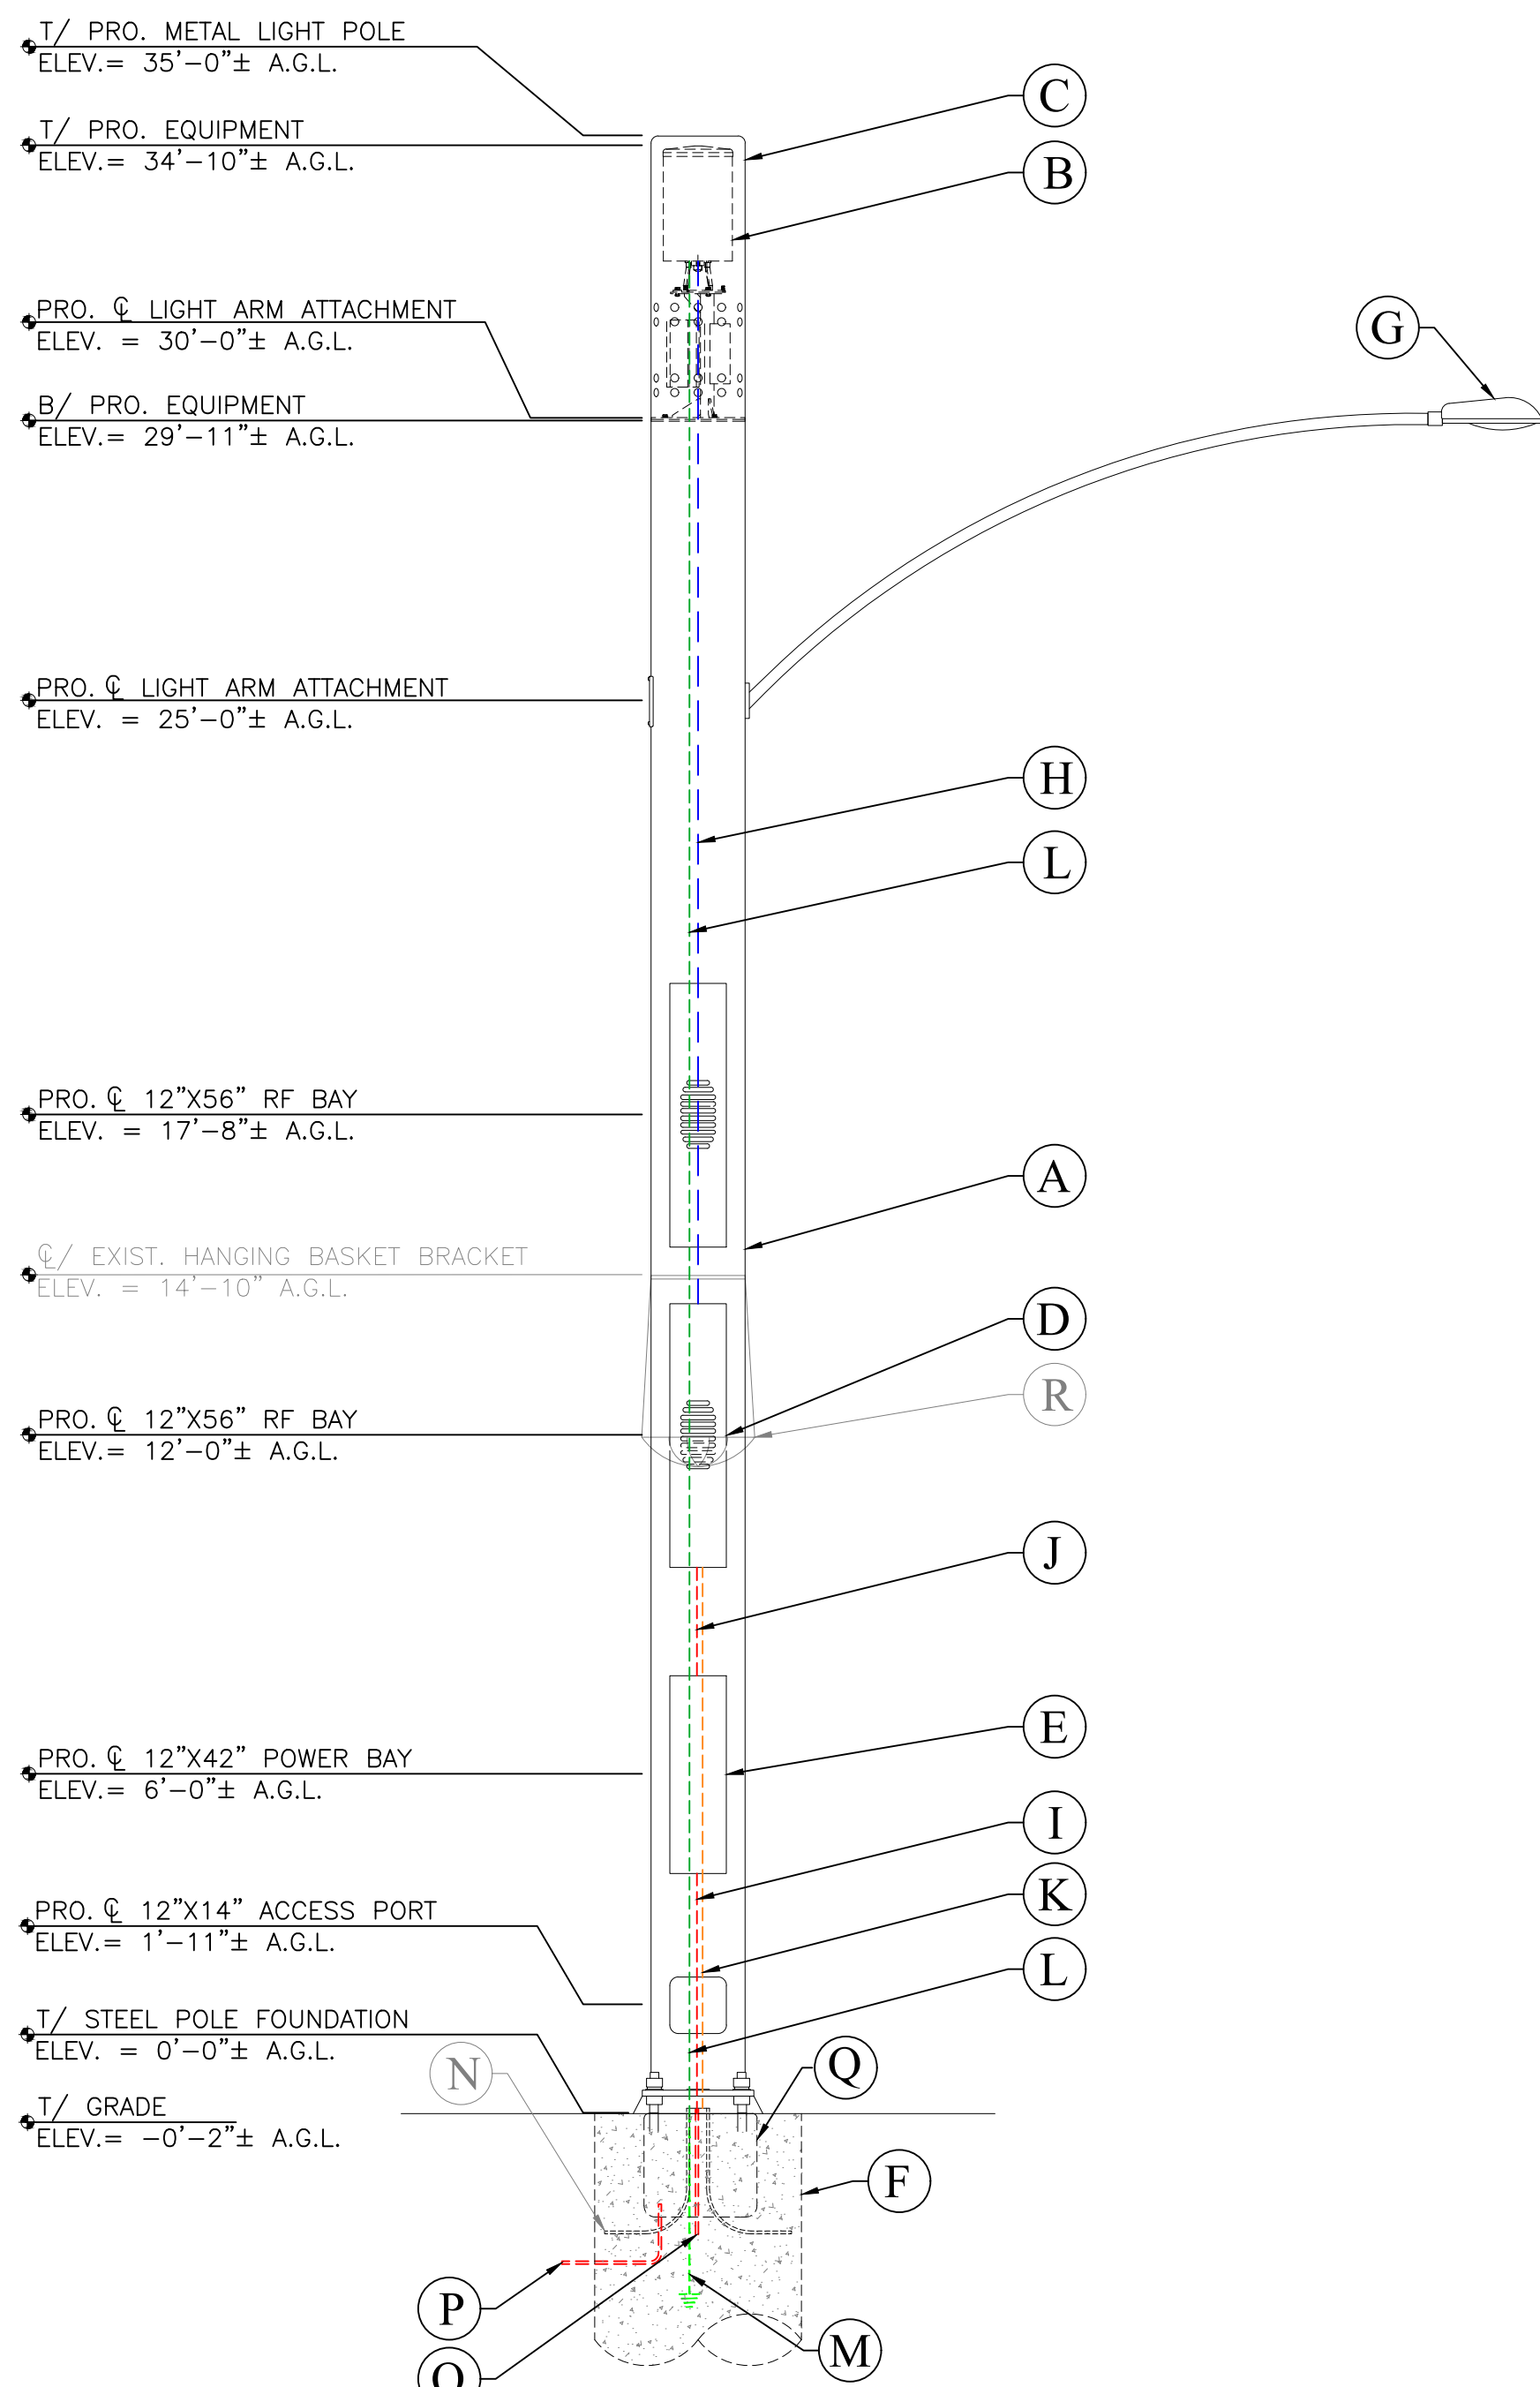 T/ PRO. METAL LIGHT POLE
ELEV.= 35'-0"± A.G.L.
C
T/ PRO. EQUIPMENT
ELEV.= 34'-10"± A.G.L.
B
PRO. ℄ LIGHT ARM ATTACHMENT
ELEV. = 30'-0"± A.G.L.
G
B/ PRO. EQUIPMENT
ELEV.= 29'-11"± A.G.L.
PRO. ℄ LIGHT ARM ATTACHMENT
ELEV. = 25'-0"± A.G.L.
H
L
PRO. ℄ 12"X56" RF BAY
ELEV. = 17'-8"± A.G.L.
A
℄/ EXIST. HANGING BASKET BRACKET
ELEV. = 14'-10" A.G.L.
D
R
PRO. ℄ 12"X56" RF BAY
ELEV.= 12'-0"± A.G.L.
J
E
PRO. ℄ 12"X42" POWER BAY
ELEV.= 6'-0"± A.G.L.
I
K
PRO. ℄ 12"X14" ACCESS PORT
ELEV.= 1'-11"± A.G.L.
L
T/ STEEL POLE FOUNDATION
ELEV. = 0'-0"± A.G.L.
N
Q
T/ GRADE
ELEV.= -0'-2"± A.G.L.
F
P
M
O